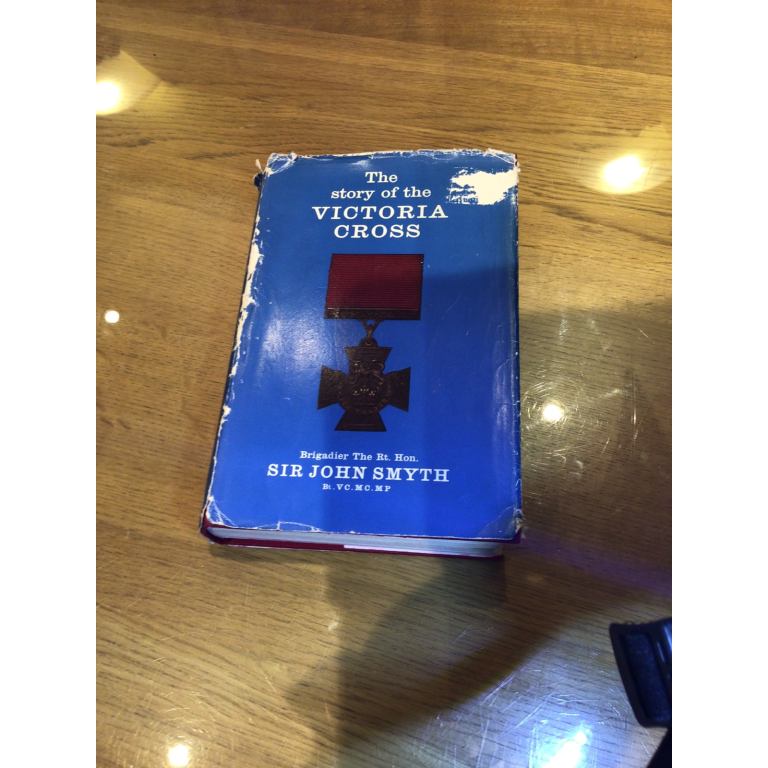 The
story of the
VICTORIA
CROSS
Brigadier The Rt. Hon.
SIR JOHN SMYTH
Bt. VC. MC. MP